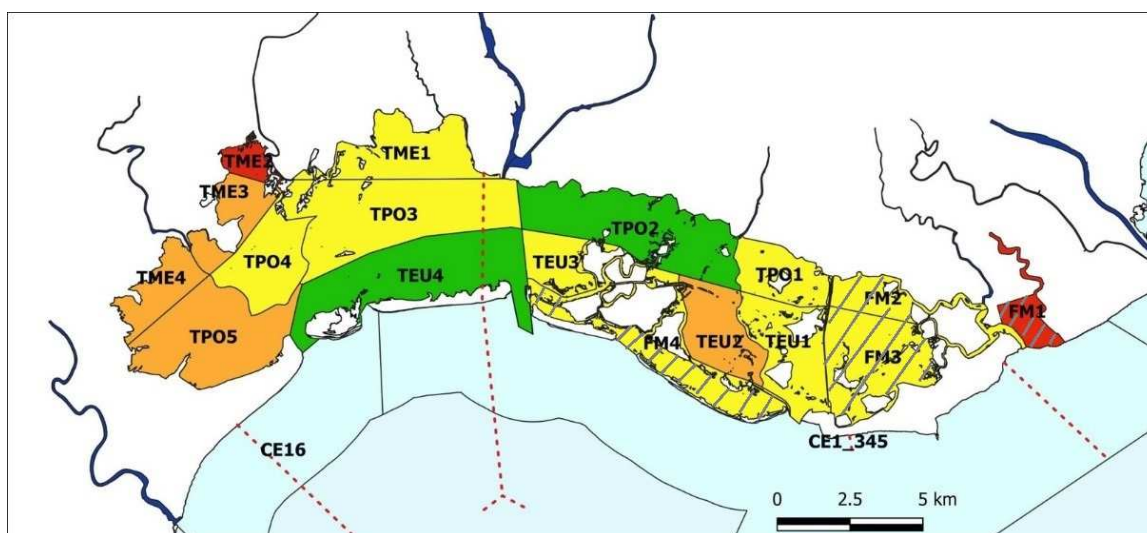 TME1
TME2
TME3
TPO3
TPO2
TME4
TPO4
TEU4
TEU3
TPO1
FM2
FM1
TPO5
FM4
TEU2
TEU1
FM3
CE16
CE1_345
0 2.5 5 km